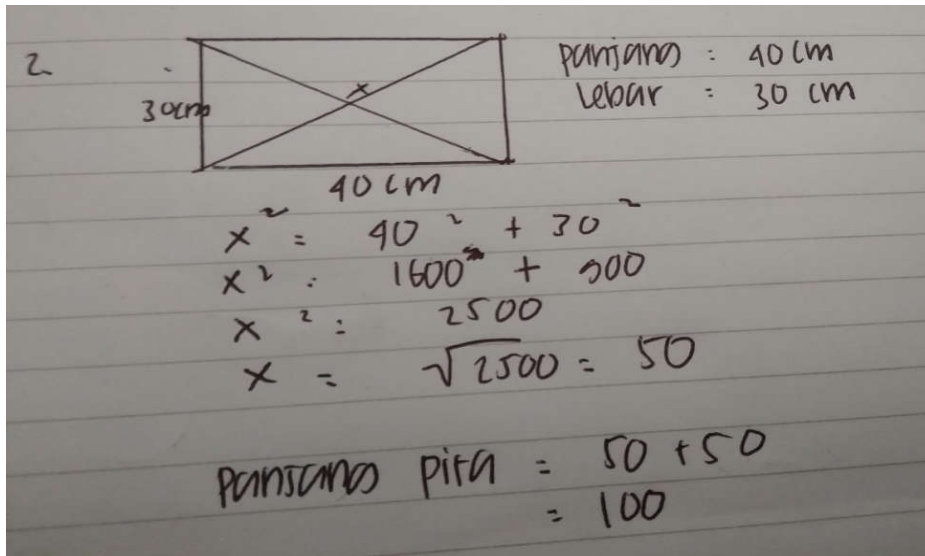 2. panjang : 40 cm
lebar : 30 cm
30cm
x
40 cm
x² = 40² + 30²
x² : 1600 + 900
x² = 2500
x = √2500 = 50
panjang pita = 50 + 50
= 100